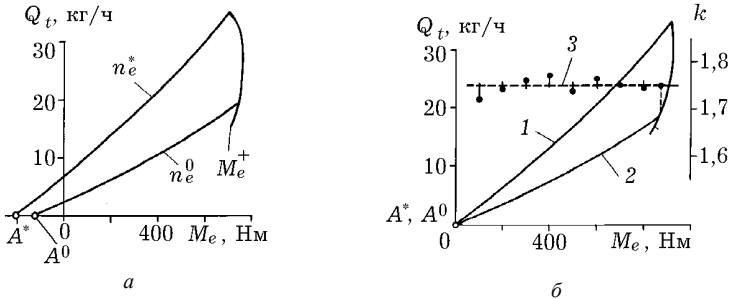 Q_t, кг/ч
30
20
10
n_e^*
n_e^0
M_e^+
A^*
A^0
0
400
M_e, Нм
а
Q_t, кг/ч
k
30
20
10
3
1
2
1,8
1,7
1,6
A^*, A^0
0
400
M_e, Нм
б